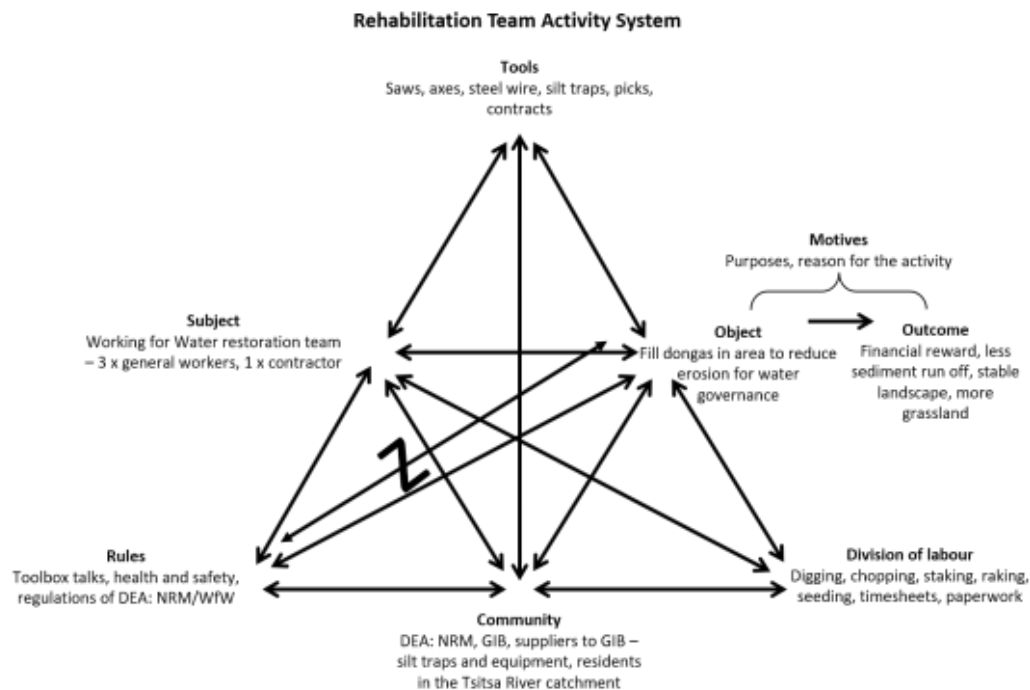 Rehabilitation Team Activity System
Tools
Saws, axes, steel wire, silt traps, picks,
contracts
Motives
Purposes, reason for the activity
Subject
Working for Water restoration team
– 3 x general workers, 1 x contractor
Object
Fill dongas in area to reduce
erosion for water
governance
Outcome
Financial reward, less
sediment run off, stable
landscape, more
grassland
Rules
Toolbox talks, health and safety,
regulations of DEA: NRM/WfW
Community
DEA: NRM, GIB, suppliers to GIB –
silt traps and equipment, residents
in the Tsitsa River catchment
Division of labour
Digging, chopping, staking, raking,
seeding, timesheets, paperwork